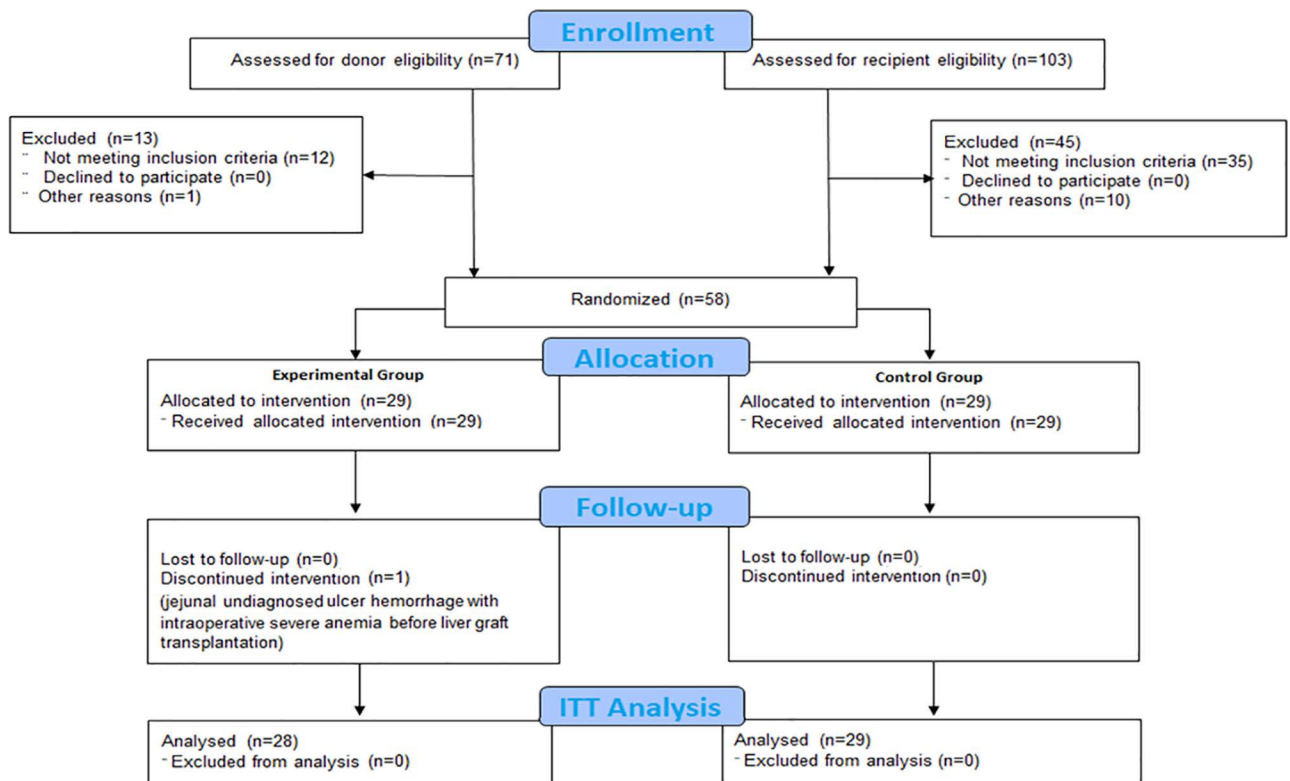 Enrollment
Assessed for donor eligibility (n=71)
Assessed for recipient eligibility (n=103)
Excluded (n=13)
¨ Not meeting inclusion criteria (n=12)
¨ Declined to participate (n=0)
¨ Other reasons (n=1)
Excluded (n=45)
¨ Not meeting inclusion criteria (n=35)
¨ Declined to participate (n=0)
¨ Other reasons (n=10)
Randomized (n=58)
Allocation
Experimental Group
Allocated to intervention (n=29)
¨ Received allocated intervention (n=29)
Control Group
Allocated to intervention (n=29)
¨ Received allocated intervention (n=29)
Follow-up
Lost to follow-up (n=0)
Discontinued intervention (n=1)
(jejunal undiagnosed ulcer hemorrhage with
intraoperative severe anemia before liver graft
transplantation)
Lost to follow-up (n=0)
Discontinued intervention (n=0)
ITT Analysis
Analysed (n=28)
¨ Excluded from analysis (n=0)
Analysed (n=29)
¨ Excluded from analysis (n=0)